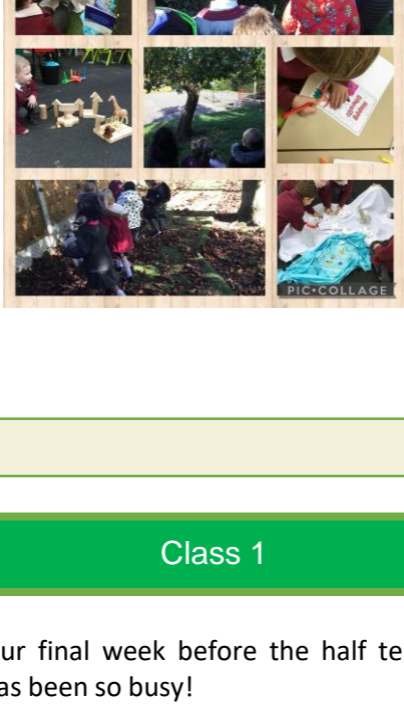 PIC•COLLAGE
Class 1
ur final week before the half te
as been so busy!